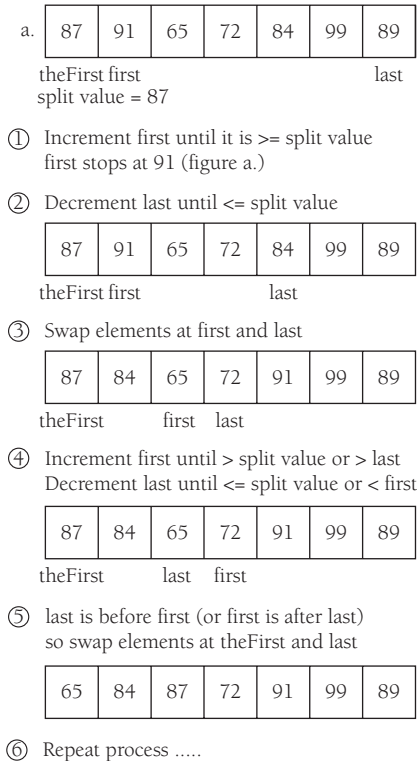 a. 87 91 65 72 84 99 89
theFirst first last
split value = 87
① Increment first until it is >= split value
first stops at 91 (figure a.)
② Decrement last until <= split value
87 91 65 72 84 99 89
theFirst first last
③ Swap elements at first and last
87 84 65 72 91 99 89
theFirst first last
④ Increment first until > split value or > last
Decrement last until <= split value or < first
87 84 65 72 91 99 89
theFirst last first
⑤ last is before first (or first is after last)
so swap elements at theFirst and last
65 84 87 72 91 99 89
⑥ Repeat process .....